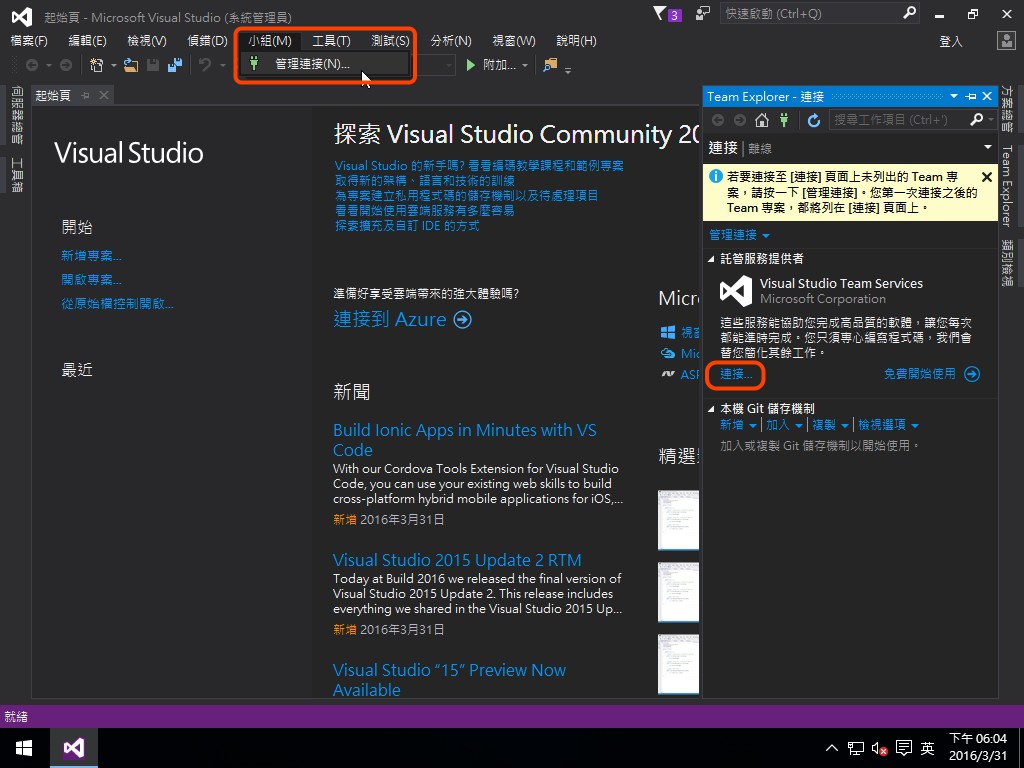 起始頁 - Microsoft Visual Studio (系統管理員)
3
快速啟動 (Ctrl+Q)
檔案(F) 編輯(E) 檢視(V) 偵錯(D) 小組(M) 工具(T) 測試(S) 分析(N) 視窗(W) 說明(H)
登入
管理連接(N)...
附加...
伺服器總管
工具箱
起始頁
Visual Studio
開始
新增專案...
開啟專案...
從原始檔控制開啟...
最近
探索 Visual Studio Community 20
Visual Studio 的新手嗎? 看看編碼教學課程和範例專案
取得新的架構、語言和技術的訓練
為專案建立私用程式碼的儲存機制以及待處理項目
看看開始使用雲端服務有多麼容易
探索擴充及自訂 IDE 的方式
準備好享受雲端帶來的強大體驗嗎?
連接到 Azure
新聞
Build Ionic Apps in Minutes with VS
Code
With our Cordova Tools Extension for Visual Studio
Code, you can use your existing web skills to build
cross-platform hybrid mobile applications for iOS,...
新增 2016年3月31日
Visual Studio 2015 Update 2 RTM
Today at Build 2016 we released the final version of
Visual Studio 2015 Update 2. This release includes
everything we shared in the Visual Studio 2015 Up...
新增 2016年3月31日
Visual Studio “15” Preview Now
Available
Micr
視窗
Mic
ASP
精選
Team Explorer - 連接
搜尋工作項目 (Ctrl+')
連接 | 離線
若要連接至 [連接] 頁面上未列出的 Team 專
案，請按一下 [管理連接]。您第一次連接之後的
Team 專案，都將列在 [連接] 頁面上。
管理連接
託管服務提供者
Visual Studio Team Services
Microsoft Corporation
這些服務能協助您完成高品質的軟體，讓您每次
都能準時完成。您只須專心編寫程式碼，我們會
替您簡化其餘工作。
連接...
免費開始使用
本機 Git 儲存機制
新增 | 加入 | 複製 | 檢視選項
加入或複製 Git 儲存機制以開始使用。
方案總管
Team Explorer
類別檢視
就緒
英
下午 06:04
2016/3/31